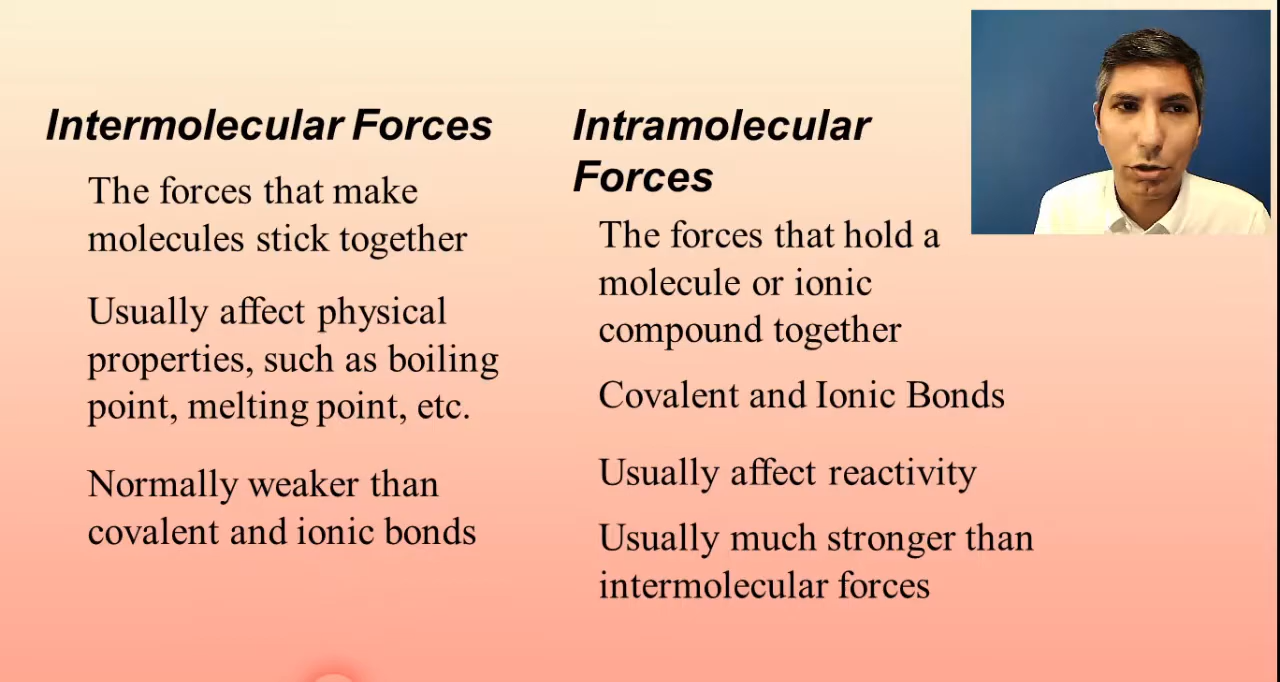 Intermolecular Forces
The forces that make
molecules stick together
Usually affect physical
properties, such as boiling
point, melting point, etc.
Normally weaker than
covalent and ionic bonds
Intramolecular
Forces
The forces that hold a
molecule or ionic
compound together
Covalent and Ionic Bonds
Usually affect reactivity
Usually much stronger than
intermolecular forces